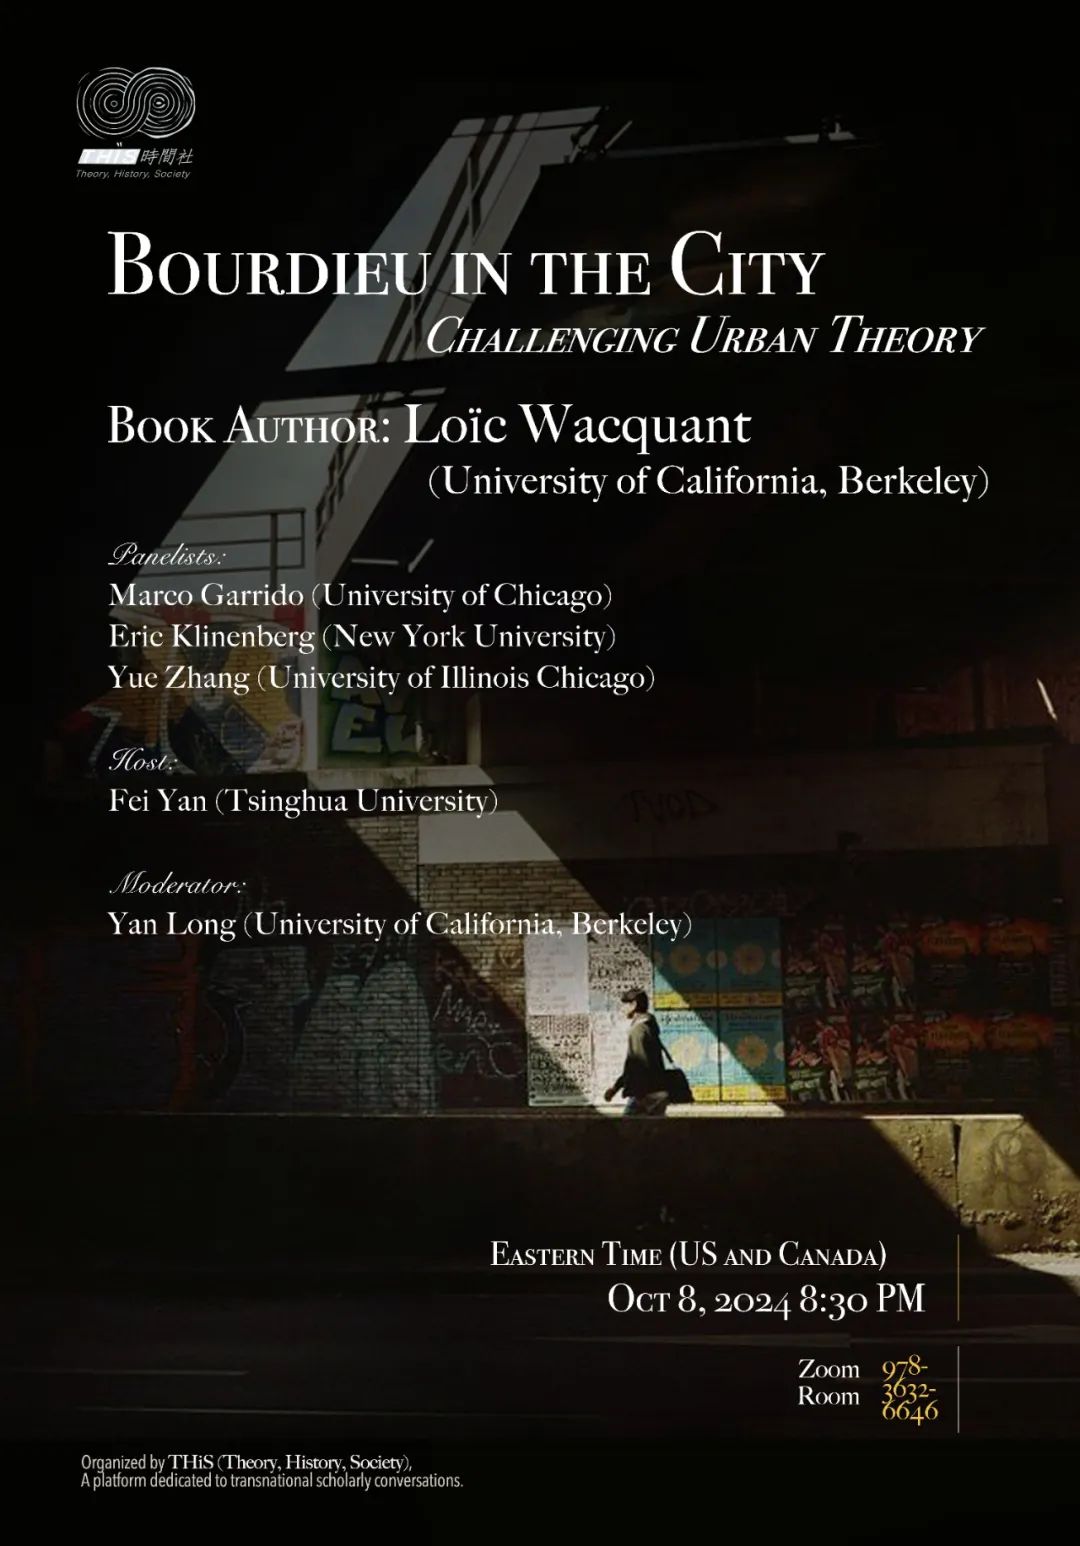 THiS 時間社
Theory, History, Society
BOURDIEU IN THE CITY
CHALLENGING URBAN THEORY
BOOK AUTHOR: Loïc Wacquant
(University of California, Berkeley)
Panelists:
Marco Garrido (University of Chicago)
Eric Klinenberg (New York University)
Yue Zhang (University of Illinois Chicago)
Host:
Fei Yan (Tsinghua University)
Moderator:
Yan Long (University of California, Berkeley)
EASTERN TIME (US AND CANADA)
OCT 8, 2024 8:30 PM
Zoom Room
978-
3632-
6646
Organized by THiS (Theory, History, Society),
A platform dedicated to transnational scholarly conversations.